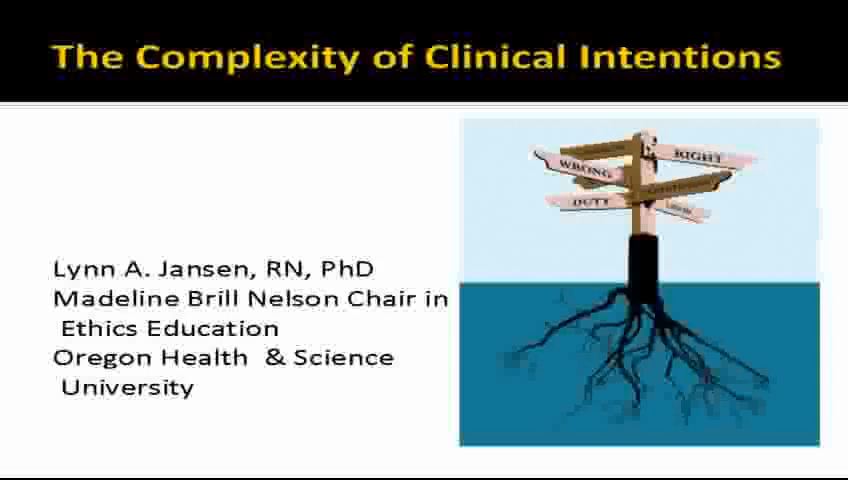 The Complexity of Clinical Intentions
WRONG
RIGHT
DUTY
Lynn A. Jansen, RN, PhD
Madeline Brill Nelson Chair in
Ethics Education
Oregon Health & Science
University